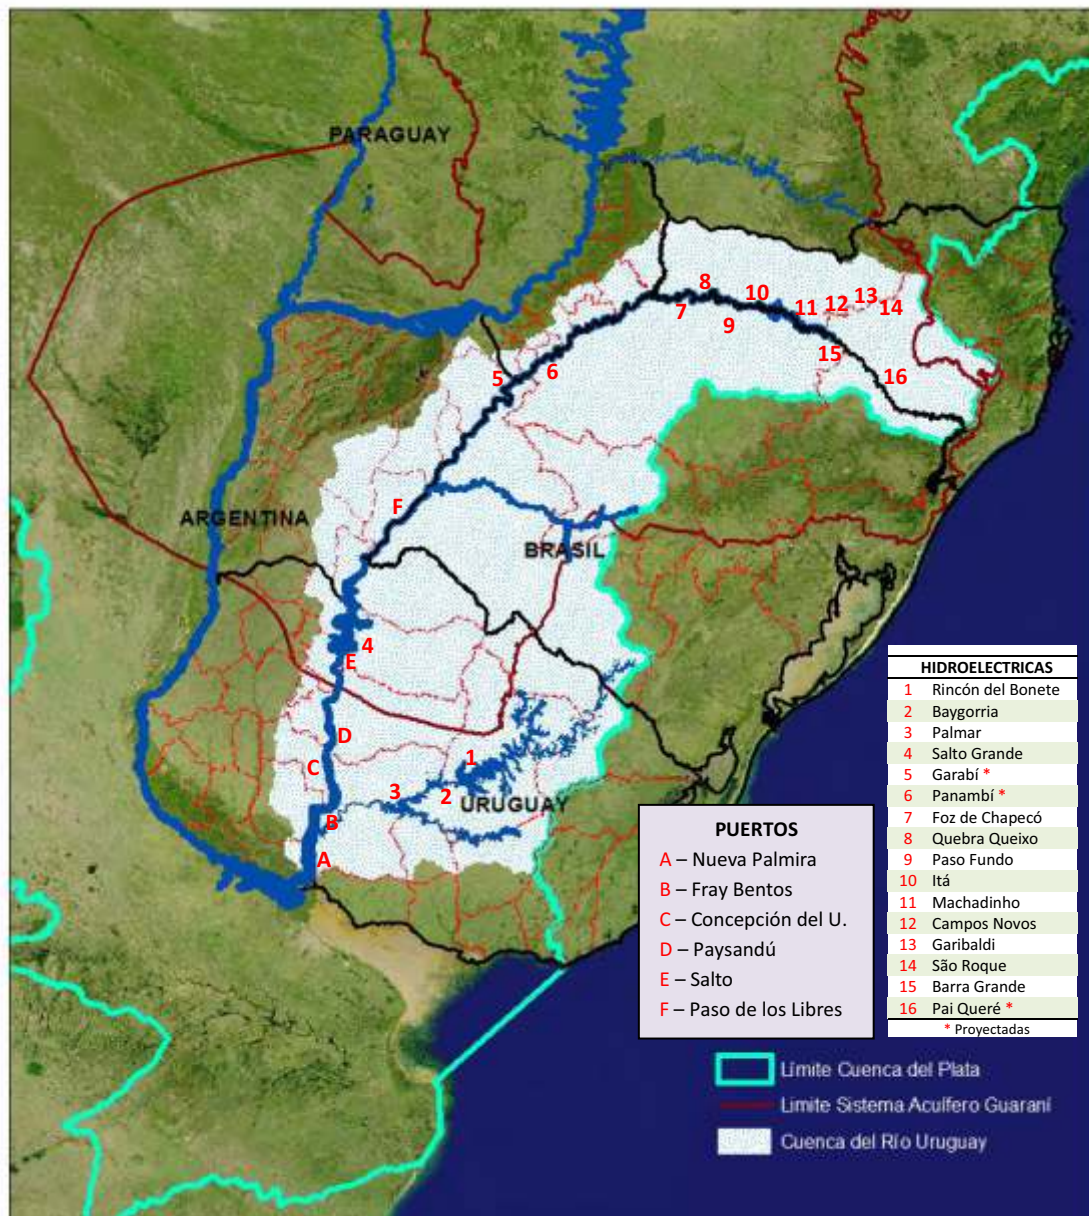 PARAGUAY
8
10
13
12
11
14
7
9
15
16
6
5
F
ARGENTINA
BRASIL
4
E
D
C
1
2
3
URUGUAY
B
A
PUERTOS
A – Nueva Palmira
B – Fray Bentos
C – Concepción del U.
D – Paysandú
E – Salto
F – Paso de los Libres
HIDROELECTRICAS
1 Rincón del Bonete
2 Baygorria
3 Palmar
4 Salto Grande
5 Garabí *
6 Panambí *
7 Foz de Chapecó
8 Quebra Queixo
9 Paso Fundo
10 Itá
11 Machadinho
12 Campos Novos
13 Garibaldi
14 São Roque
15 Barra Grande
16 Pai Queré *
* Proyectadas
Límite Cuenca del Plata
Limite Sistema Acuífero Guaraní
Cuenca del Río Uruguay